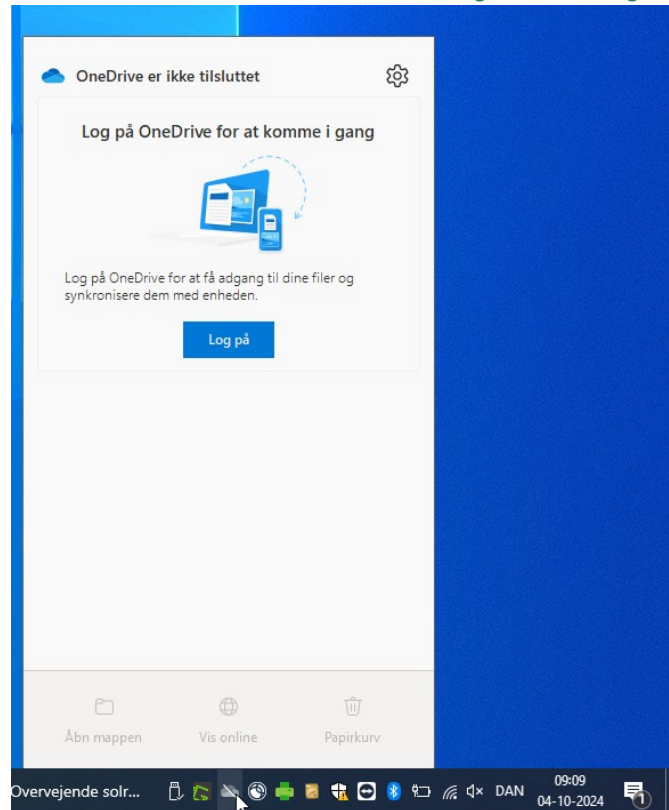 OneDrive er ikke tilsluttet
Log på OneDrive for at komme i gang
Log på OneDrive for at få adgang til dine filer og
synkronisere dem med enheden.
Log på
Åbn mappen
Vis online
Papirkurv
Overvejende solr...
DAN
09:09
04-10-2024
1